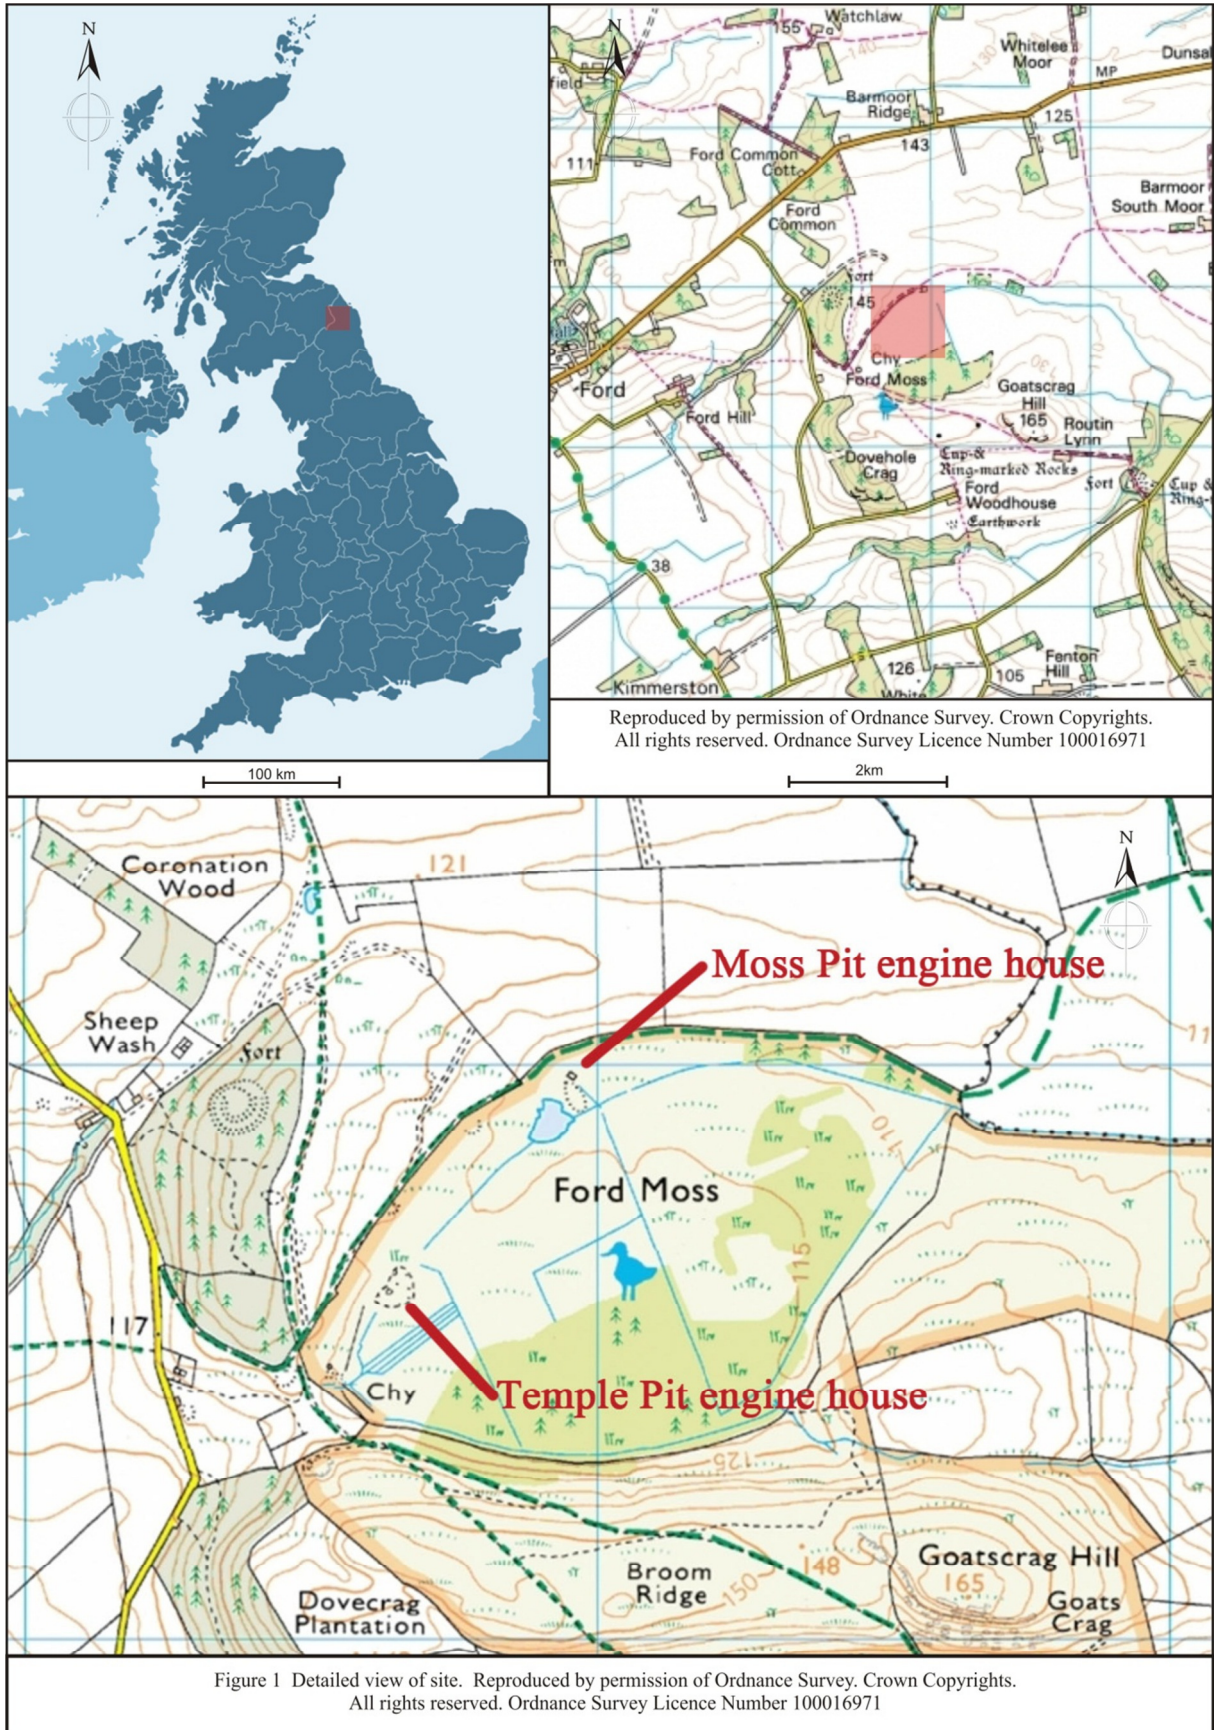 N
100 km
N
155
Watchlaw
140
130
Whitelee
Moor
Dunsal
MP
field
Barmoor
Ridge
125
143
111
Ford Common
Cott
Barmoor
South Moor
Ford
Common
fort
145
Chy
Ford Moss
130
Goatscrag
Hill
165
Routin
Lynn
Ford
Ford Hill
Dovehole
Crag
Cup &
Ring-marked Rocks
Fort
Cup &
Ring-
Ford
Woodhouse
Earthwork
38
126
White
105
Fenton
Hill
Kimmerston
Reproduced by permission of Ordnance Survey. Crown Copyrights.
All rights reserved. Ordnance Survey Licence Number 100016971
2km
N
Coronation
Wood
121
Moss Pit engine house
Sheep
Wash
Fort
110
Ford Moss
115
117
Chy
Temple Pit engine house
125
Broom
Ridge
150
148
Goatscrag Hill
165
Goats
Crag
Dovecrag
Plantation
Figure 1 Detailed view of site. Reproduced by permission of Ordnance Survey. Crown Copyrights.
All rights reserved. Ordnance Survey Licence Number 100016971